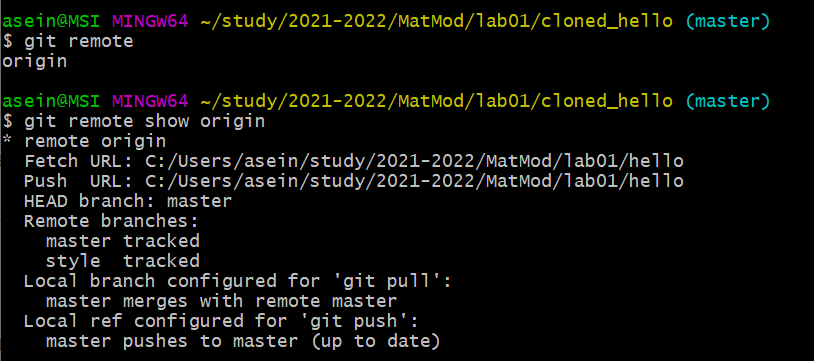 asein@MSI MINGW64 ~/study/2021-2022/MatMod/lab01/cloned_hello (master)
$ git remote
origin

asein@MSI MINGW64 ~/study/2021-2022/MatMod/lab01/cloned_hello (master)
$ git remote show origin
* remote origin
  Fetch URL: C:/Users/asein/study/2021-2022/MatMod/lab01/hello
  Push  URL: C:/Users/asein/study/2021-2022/MatMod/lab01/hello
  HEAD branch: master
  Remote branches:
    master tracked
    style  tracked
  Local branch configured for 'git pull':
    master merges with remote master
  Local ref configured for 'git push':
    master pushes to master (up to date)